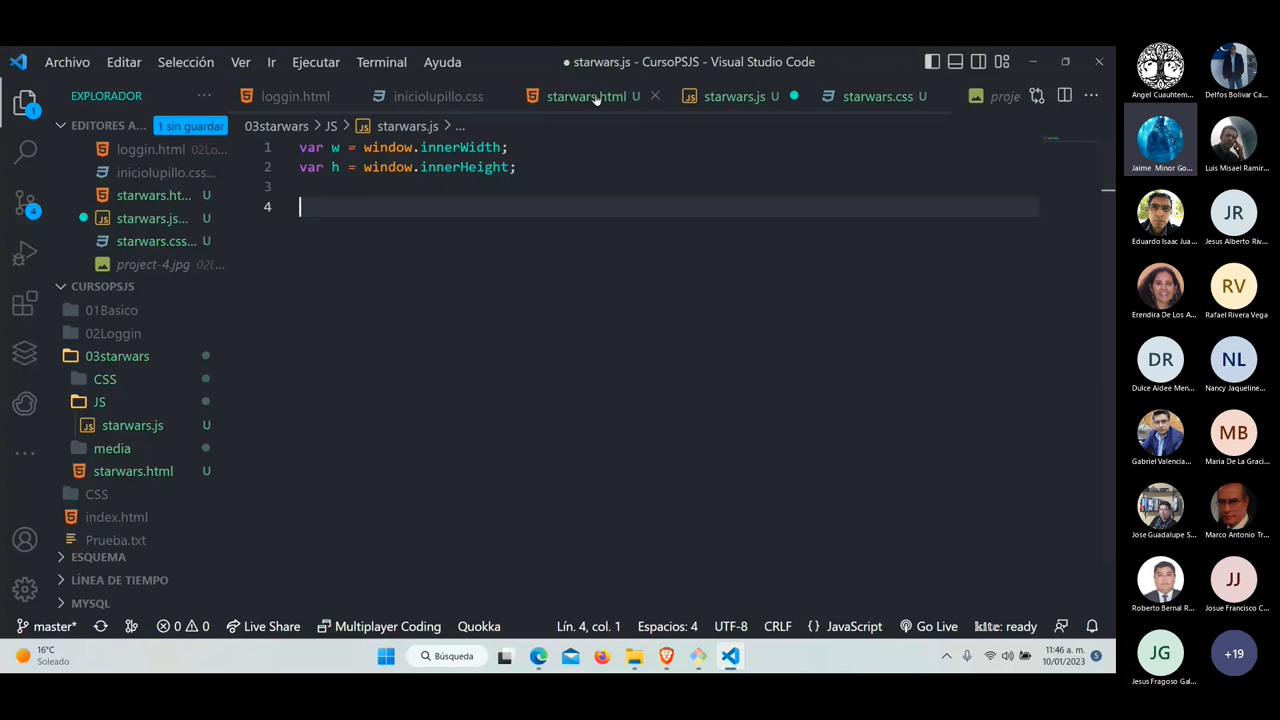 Archivo Editar Selección Ver Ir Ejecutar Terminal Ayuda ● starwars.js - CursoPSJS - Visual Studio Code
EXPLORADOR ... loggin.html iniciolupillo.css starwars.html U starwars.js U starwars.css U proje
EDITORES A... 1 sin guardar
03starwars > JS > starwars.js > ...
loggin.html 02Lo...
iniciolupillo.css...
starwars.ht... U
starwars.js... U
starwars.css... U
project-4.jpg 02L...
1 var w = window.innerWidth;
2 var h = window.innerHeight;
3
4
CURSOPSJS
01Basico
02Loggin
03starwars
CSS
JS
starwars.js U
media
starwars.html U
CSS
index.html
Prueba.txt
ESQUEMA
LÍNEA DE TIEMPO
MYSQL
1
4
master* 0 0 Live Share Multiplayer Coding Quokka Lín. 4, col. 1 Espacios: 4 UTF-8 CRLF {} JavaScript Go Live kite: ready
16°C
Soleado
Búsqueda
11:46 a. m.
10/01/2023
5
Angel Cuauhtem... Delfos Bolivar Ca...
Jaime Minor Go... Luis Misael Ramir...
JR
Eduardo Isaac Jua... Jesus Alberto Riv...
RV
Erendira De Los A... Rafael Rivera Vega
DR NL
Dulce Aidee Men... Nancy Jaqueline...
MB
Gabriel Valencia... Maria De La Graci...
Jose Guadalupe S... Marco Antonio Tr...
JJ
Roberto Bernal R... Josue Francisco C...
JG +19
Jesus Fragoso Gal...